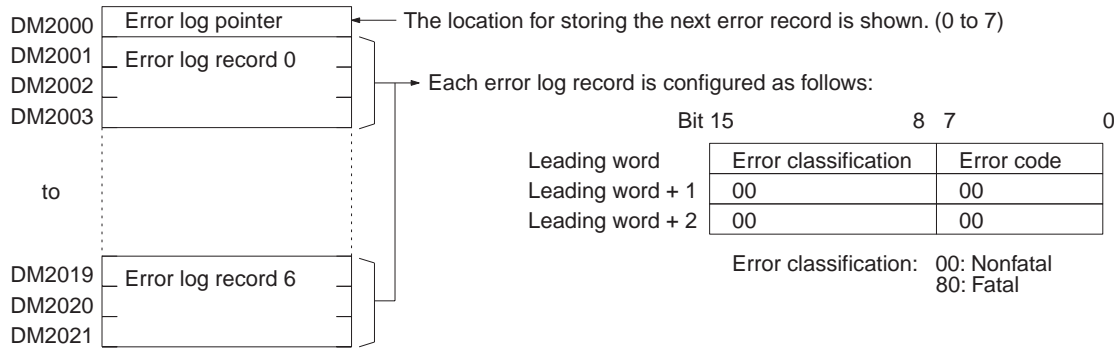 DM2000 Error log pointer The location for storing the next error record is shown. (0 to 7)
DM2001 Error log record 0
DM2002 Each error log record is configured as follows:
DM2003
Bit 15 8 7 0
Leading word Error classification Error code
to Leading word + 1 00 00
Leading word + 2 00 00
DM2019 Error log record 6
Error classification: 00: Nonfatal
80: Fatal
DM2020
DM2021